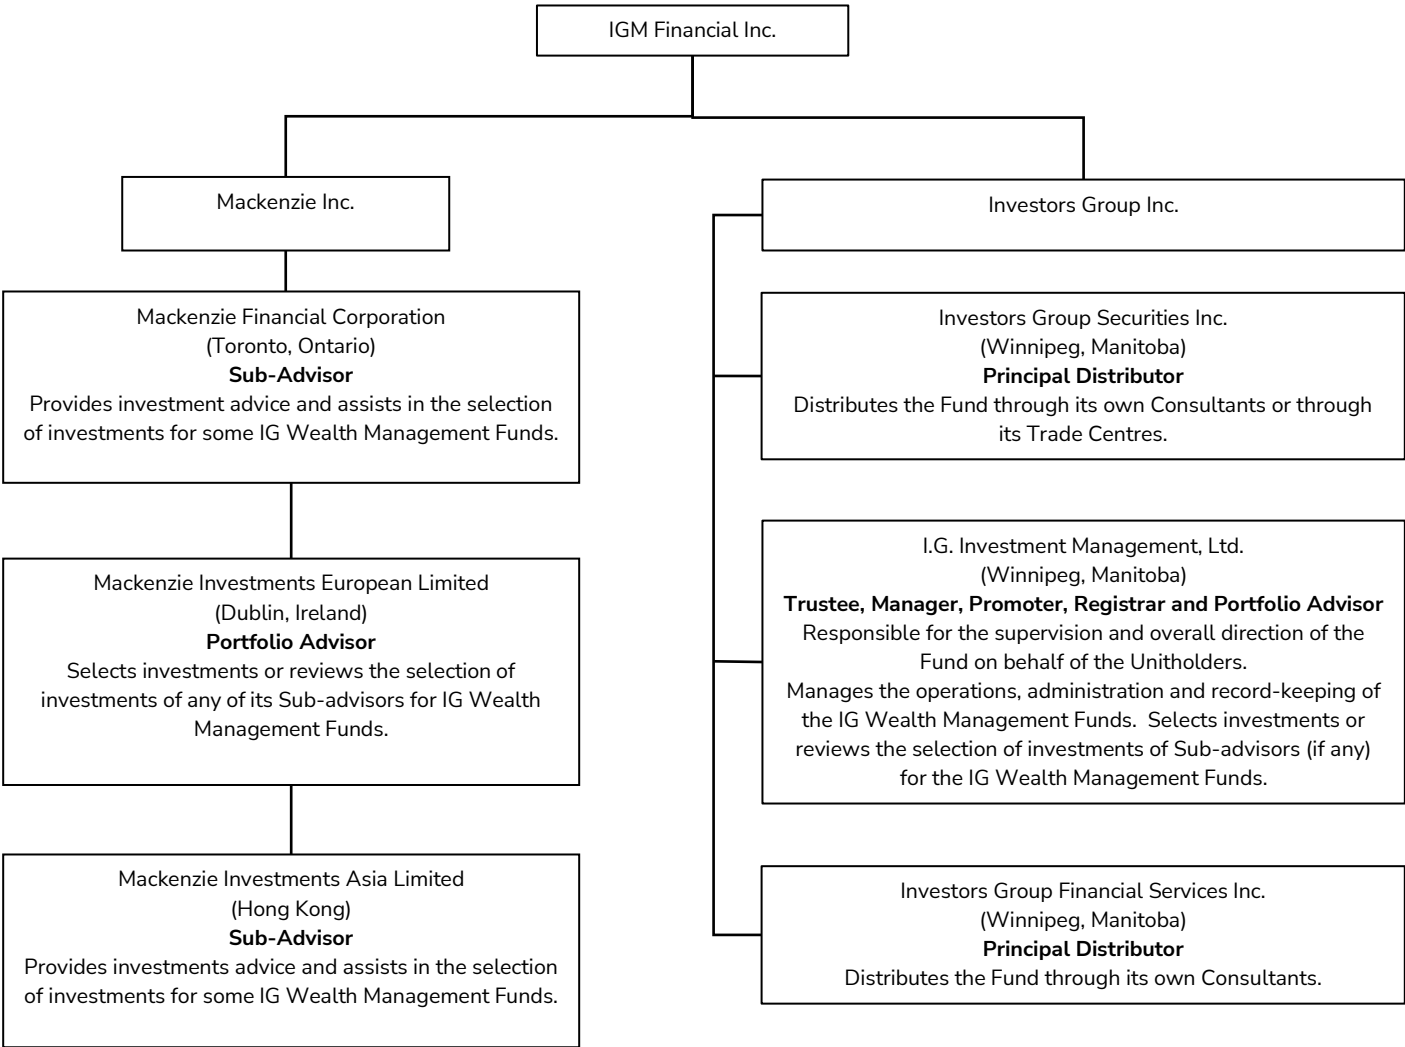 IGM Financial Inc.
Mackenzie Inc.
Investors Group Inc.
Mackenzie Financial Corporation
(Toronto, Ontario)
Sub-Advisor
Provides investment advice and assists in the selection
of investments for some IG Wealth Management Funds.
Investors Group Securities Inc.
(Winnipeg, Manitoba)
Principal Distributor
Distributes the Fund through its own Consultants or through
its Trade Centres.
Mackenzie Investments European Limited
(Dublin, Ireland)
Portfolio Advisor
Selects investments or reviews the selection of
investments of any of its Sub-advisors for IG Wealth
Management Funds.
I.G. Investment Management, Ltd.
(Winnipeg, Manitoba)
Trustee, Manager, Promoter, Registrar and Portfolio Advisor
Responsible for the supervision and overall direction of the
Fund on behalf of the Unitholders.
Manages the operations, administration and record-keeping of
the IG Wealth Management Funds.  Selects investments or
reviews the selection of investments of Sub-advisors (if any)
for the IG Wealth Management Funds.
Mackenzie Investments Asia Limited
(Hong Kong)
Sub-Advisor
Provides investments advice and assists in the selection
of investments for some IG Wealth Management Funds.
Investors Group Financial Services Inc.
(Winnipeg, Manitoba)
Principal Distributor
Distributes the Fund through its own Consultants.